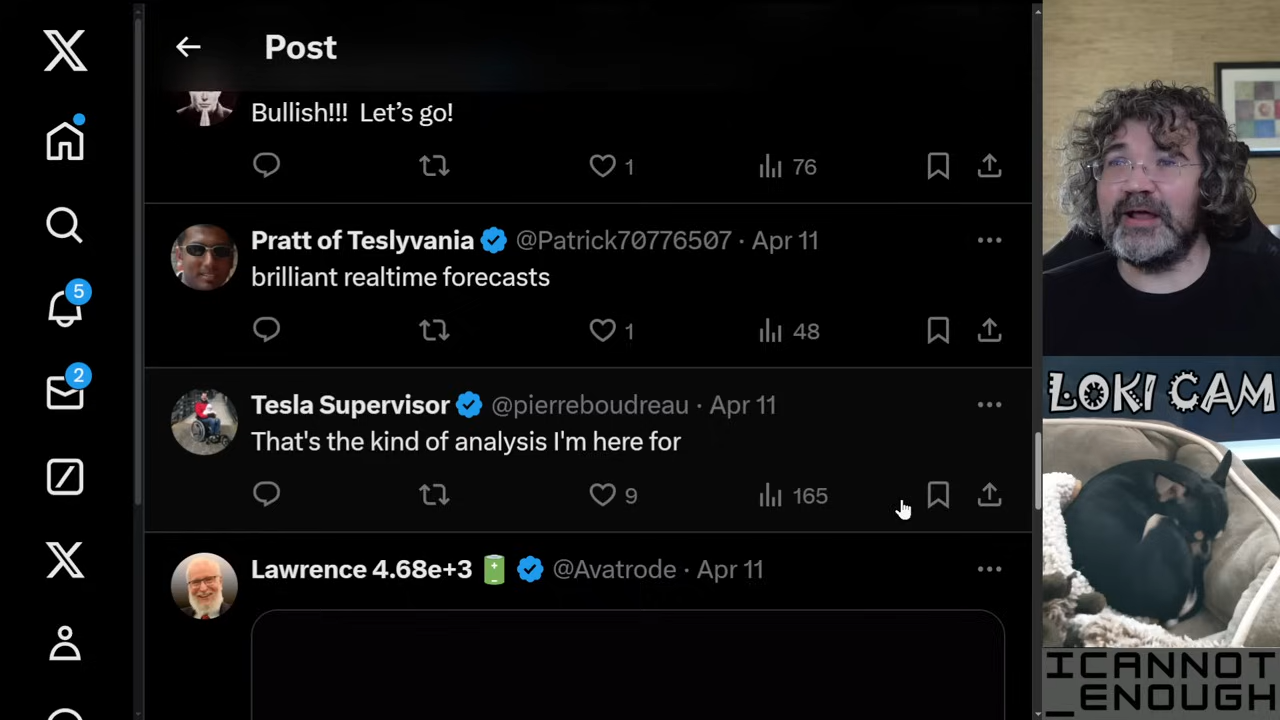 Post
Bullish!!! Let’s go!
1
76
Pratt of Teslyvania @Patrick70776507 · Apr 11
brilliant realtime forecasts
1
48
5
2
Tesla Supervisor @pierreboudreau · Apr 11
That's the kind of analysis I'm here for
9
165
Lawrence 4.68e+3 @Avatrode · Apr 11
LOKI CAM
ICANNOT
_ENOUGH